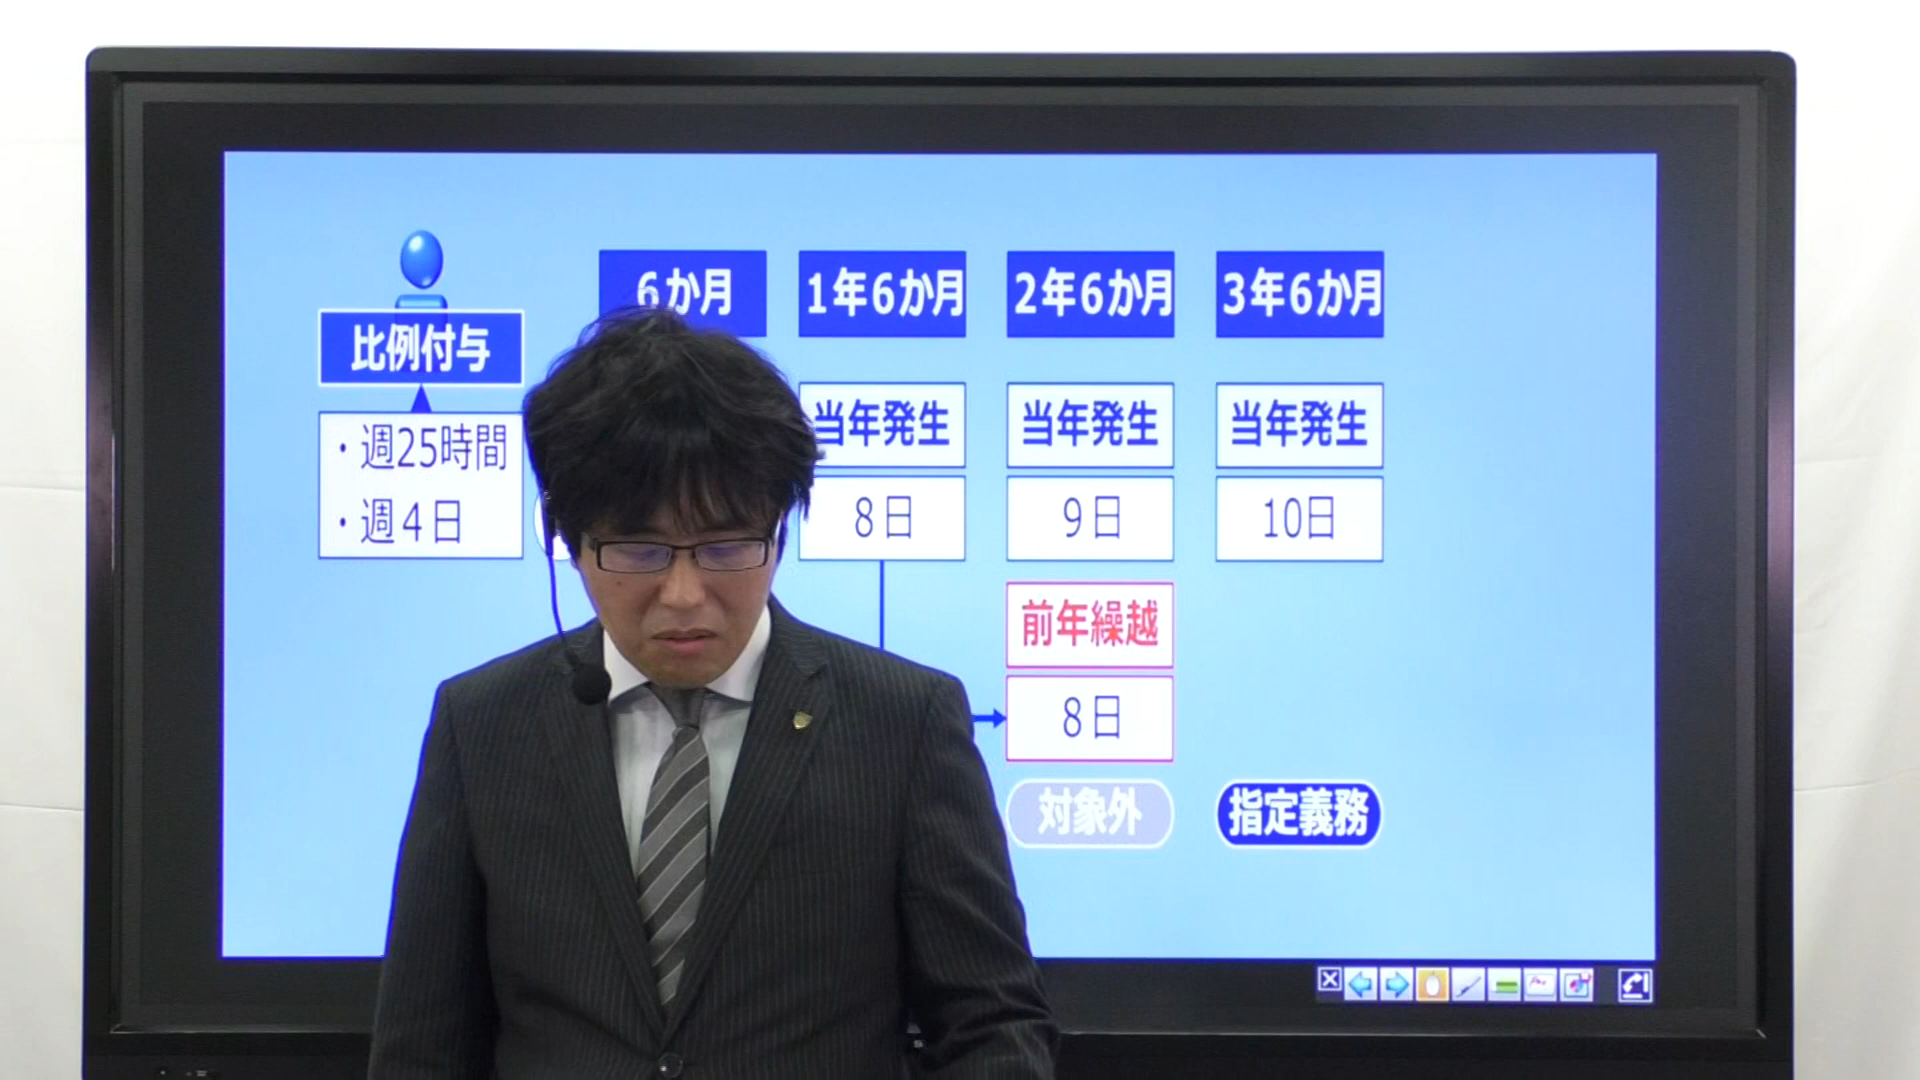 6か月
1年6か月
2年6か月
3年6か月
比例付与
・週25時間
・週4日
当年発生
当年発生
当年発生
8日
9日
10日
前年繰越
8日
対象外
指定義務